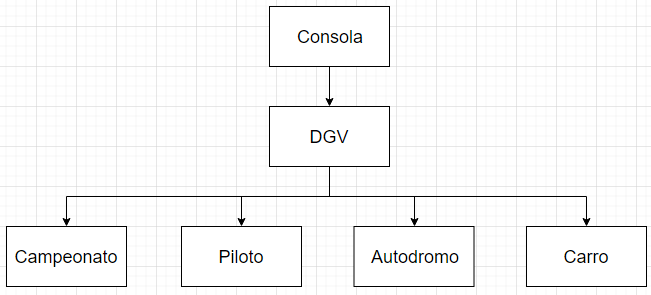 Consola
DGV
Campeonato
Piloto
Autodromo
Carro